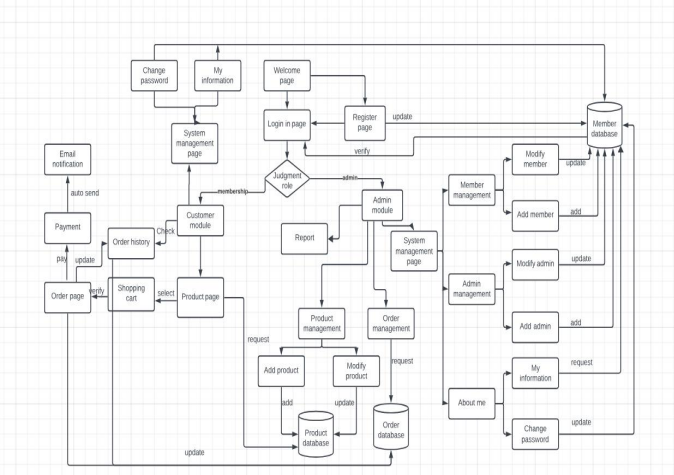 Change
password
My
information
Welcome
page
Login in page
Register
page
update
Member
database
verify
System
management
page
Email
notification
auto send
Judgment
role
membership
admin
Modify
member
update
Member
management
Add member
add
Payment
Customer
module
Check
Admin
module
Report
System
management
page
Order history
pay
update
Modify admin
update
Admin
management
Order page
verify
Shopping
cart
select
Product page
Add admin
add
Product
management
Order
management
request
request
Add product
Modify
product
My
information
request
add
update
About me
Product
database
Order
database
Change
password
update
update